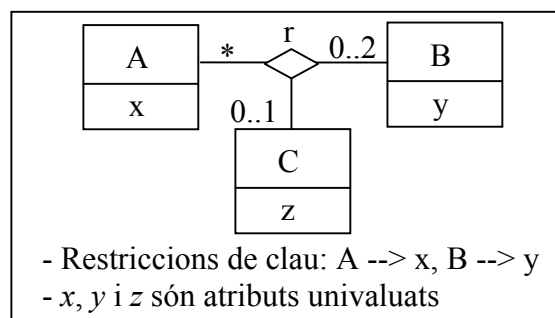 r
A
*
0..2
B
x
y
0..1
C
z
- Restriccions de clau: A --> x, B --> y
- x, y i z són atributs univaluats